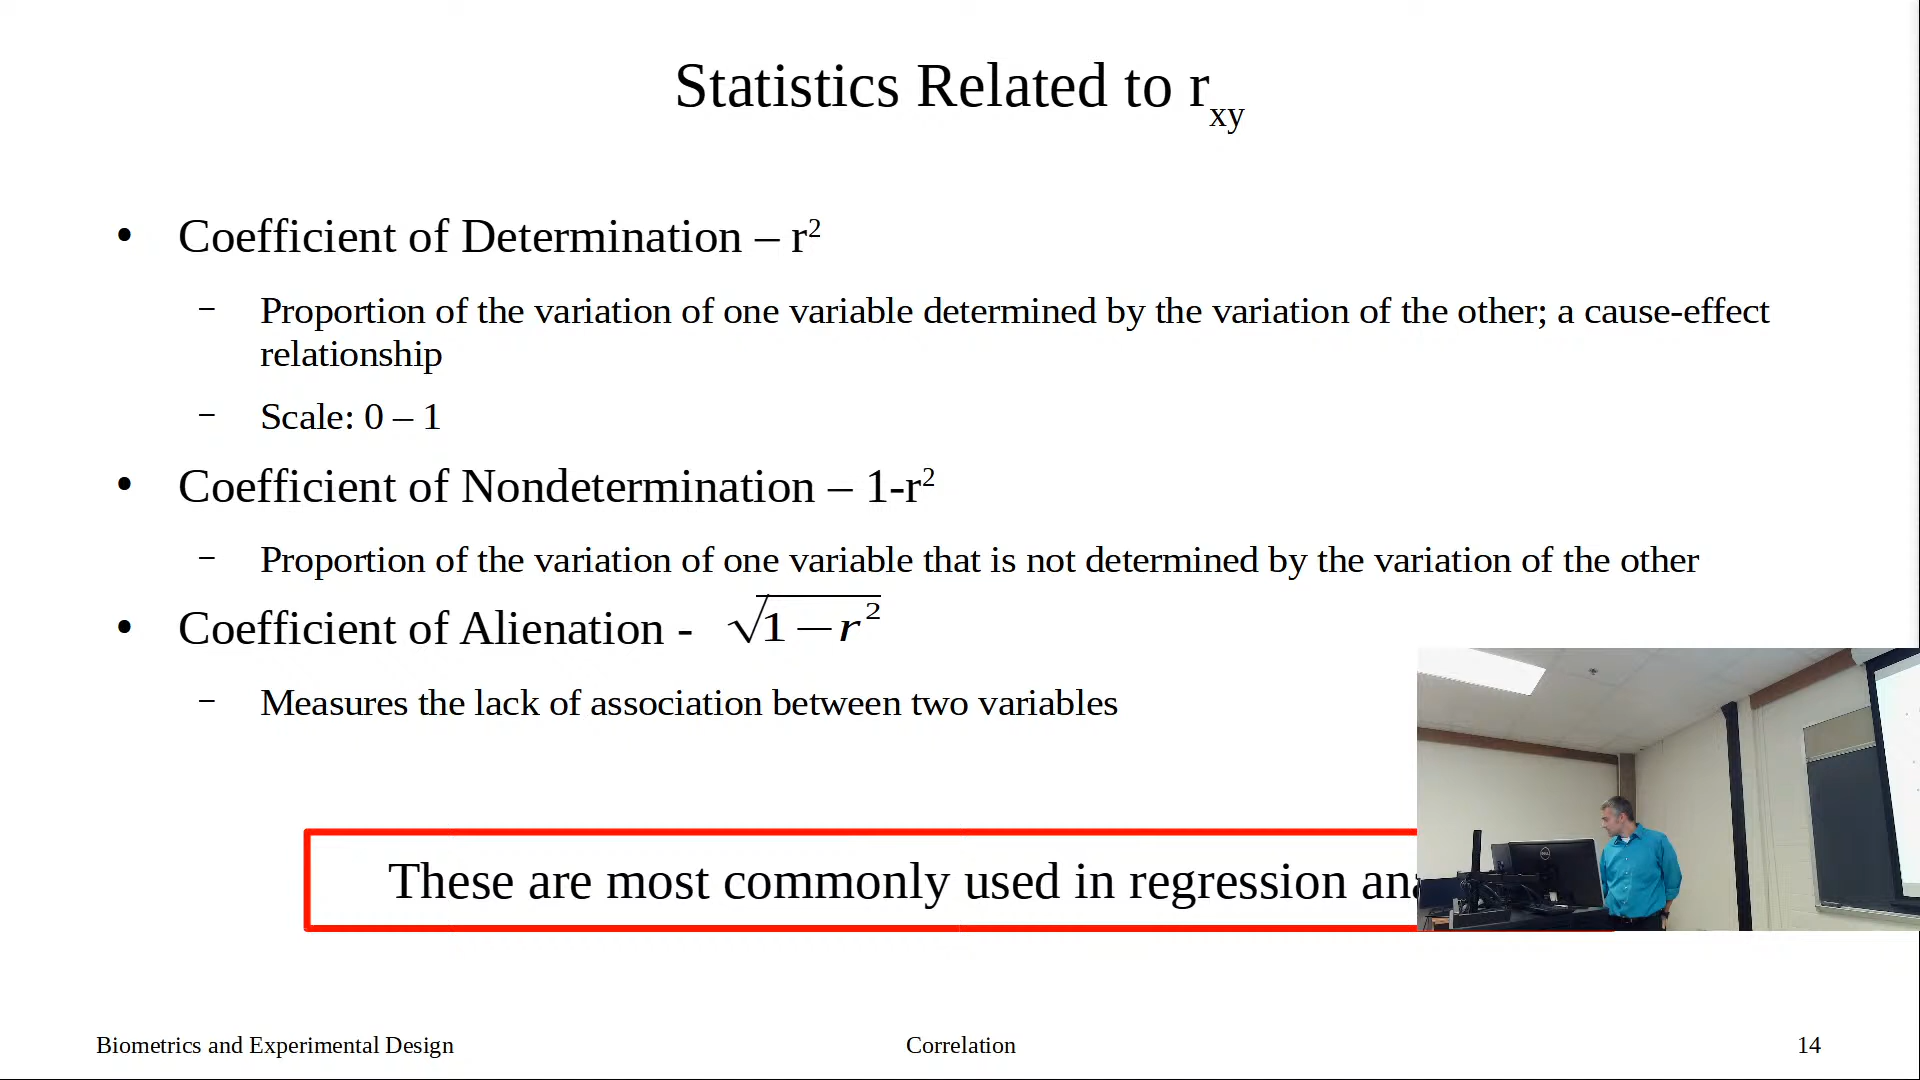 Statistics Related to rxy
• Coefficient of Determination – r²
– Proportion of the variation of one variable determined by the variation of the other; a cause-effect
relationship
– Scale: 0 – 1
• Coefficient of Nondetermination – 1-r²
– Proportion of the variation of one variable that is not determined by the variation of the other
• Coefficient of Alienation - √1−r²
– Measures the lack of association between two variables
These are most commonly used in regression
Biometrics and Experimental Design
Correlation
14